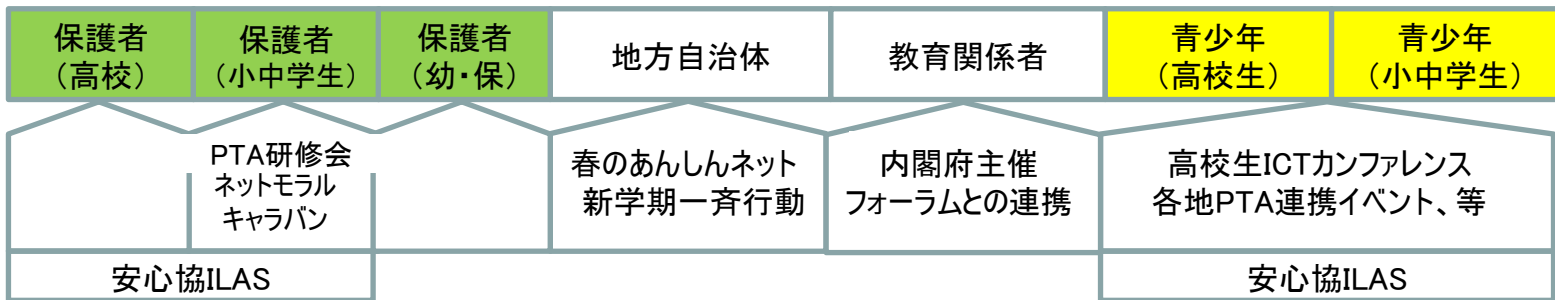 保護者
（高校）
保護者
（小中学生）
保護者
（幼・保）
地方自治体
教育関係者
青少年
（高校生）
青少年
（小中学生）
PTA研修会
ネットモラル
キャラバン
春のあんしんネット
新学期一斉行動
内閣府主催
フォーラムとの連携
高校生ICTカンファレンス
各地PTA連携イベント、等
安心協ILAS
安心協ILAS